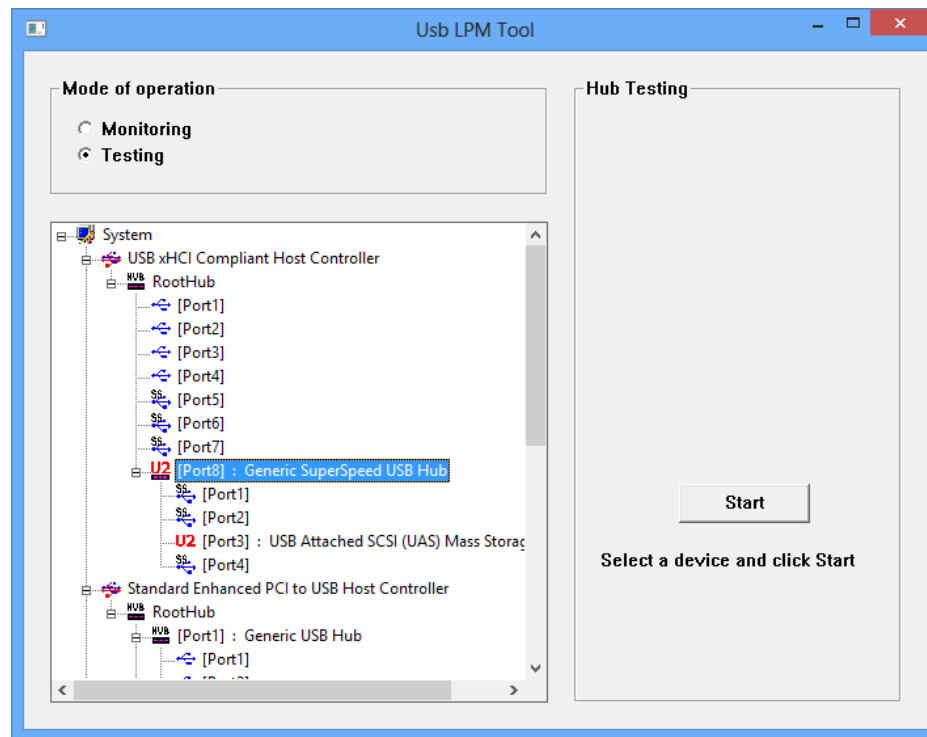 Usb LPM Tool
Mode of operation
Monitoring
Testing
System
USB xHCI Compliant Host Controller
HUB RootHub
[Port1]
[Port2]
[Port3]
[Port4]
SS [Port5]
SS [Port6]
SS [Port7]
U2 [Port8] : Generic SuperSpeed USB Hub
SS [Port1]
SS [Port2]
U2 [Port3] : USB Attached SCSI (UAS) Mass Storag
SS [Port4]
Standard Enhanced PCI to USB Host Controller
HUB RootHub
HUB [Port1] : Generic USB Hub
[Port1]
Hub Testing
Start
Select a device and click Start